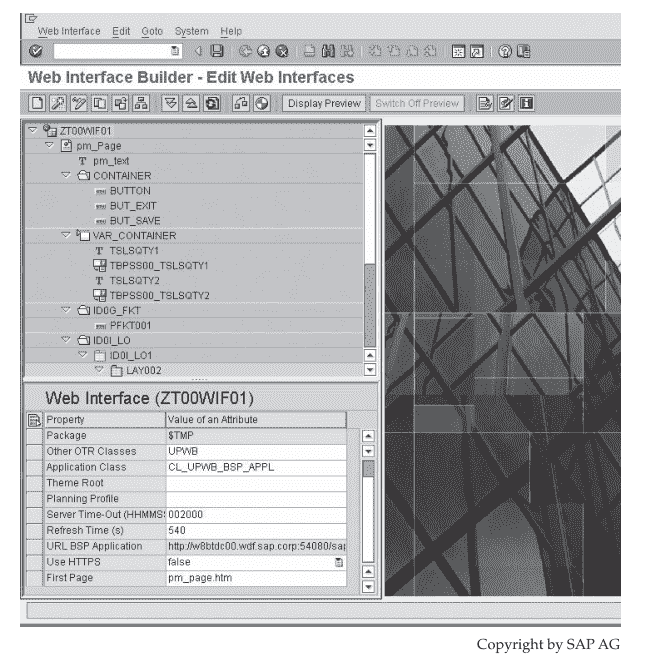 Web Interface Edit Goto System Help
Web Interface Builder - Edit Web Interfaces
Display Preview Switch Off Preview
ZT00WIF01
pm_Page
T pm_text
CONTAINER
BUTTON
BUT_EXIT
BUT_SAVE
VAR_CONTAINER
T TSLSQTY1
TBPSS00_TSLSQTY1
T TSLSQTY2
TBPSS00_TSLSQTY2
ID0G_FKT
PFKT001
ID0I_LO
ID0I_LO1
LAY002
Web Interface (ZT00WIF01)
Property Value of an Attribute
Package $TMP
Other OTR Classes UPWB
Application Class CL_UPWB_BSP_APPL
Theme Root
Planning Profile
Server Time-Out (HHMMS: 002000
Refresh Time (s) 540
URL BSP Application http://w8btdc00.wdf.sap.corp:54080/sap
Use HTTPS false
First Page pm_page.htm
Copyright by SAP AG